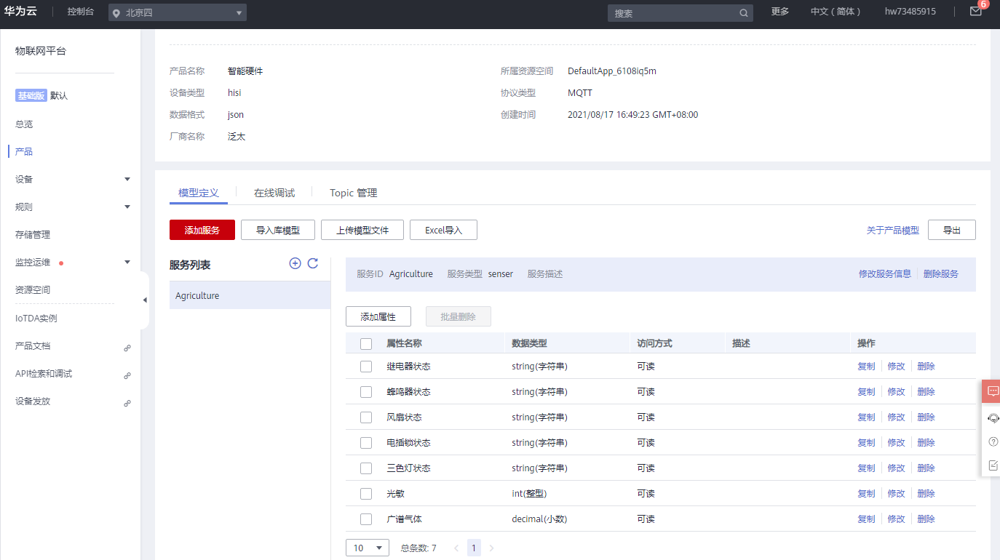 华为云 控制台 北京四 搜索 更多 中文（简体） hw73485915 6
物联网平台
基础版 默认
总览
产品
设备
规则
存储管理
监控运维
资源空间
IoTDA实例
产品文档
API检索和调试
设备发放
产品名称 智能硬件 所属资源空间 DefaultApp_6108iq5m
设备类型 hisi 协议类型 MQTT
数据格式 json 创建时间 2021/08/17 16:49:23 GMT+08:00
厂商名称 泛太
模型定义 在线调试 Topic 管理
添加服务 导入库模型 上传模型文件 Excel导入 关于产品模型 导出
服务列表
Agriculture
服务ID Agriculture 服务类型 senser 服务描述 修改服务信息 删除服务
添加属性 批量删除
属性名称 数据类型 访问方式 描述 操作
继电器状态 string(字符串) 可读 复制 修改 删除
蜂鸣器状态 string(字符串) 可读 复制 修改 删除
风扇状态 string(字符串) 可读 复制 修改 删除
电插锁状态 string(字符串) 可读 复制 修改 删除
三色灯状态 string(字符串) 可读 复制 修改 删除
光敏 int(整型) 可读 复制 修改 删除
广谱气体 decimal(小数) 可读 复制 修改 删除
10 总条数: 7 1